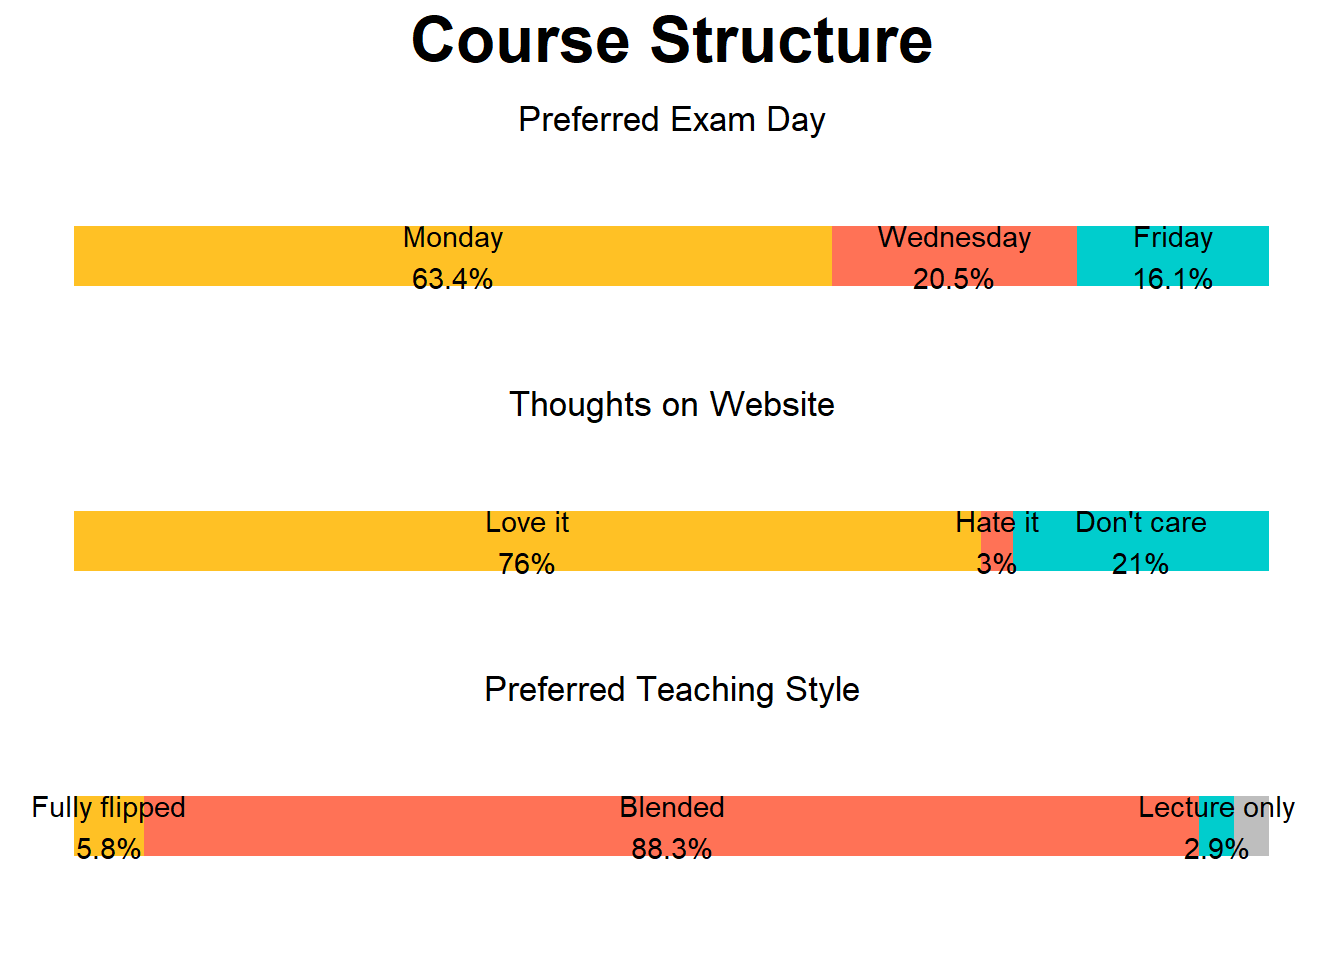 Course Structure
Preferred Exam Day
Monday Wednesday Friday
63.4% 20.5% 16.1%
Thoughts on Website
Love it Hate it Don't care
76% 3% 21%
Preferred Teaching Style
Fully flipped Blended Lecture only
5.8% 88.3% 2.9%